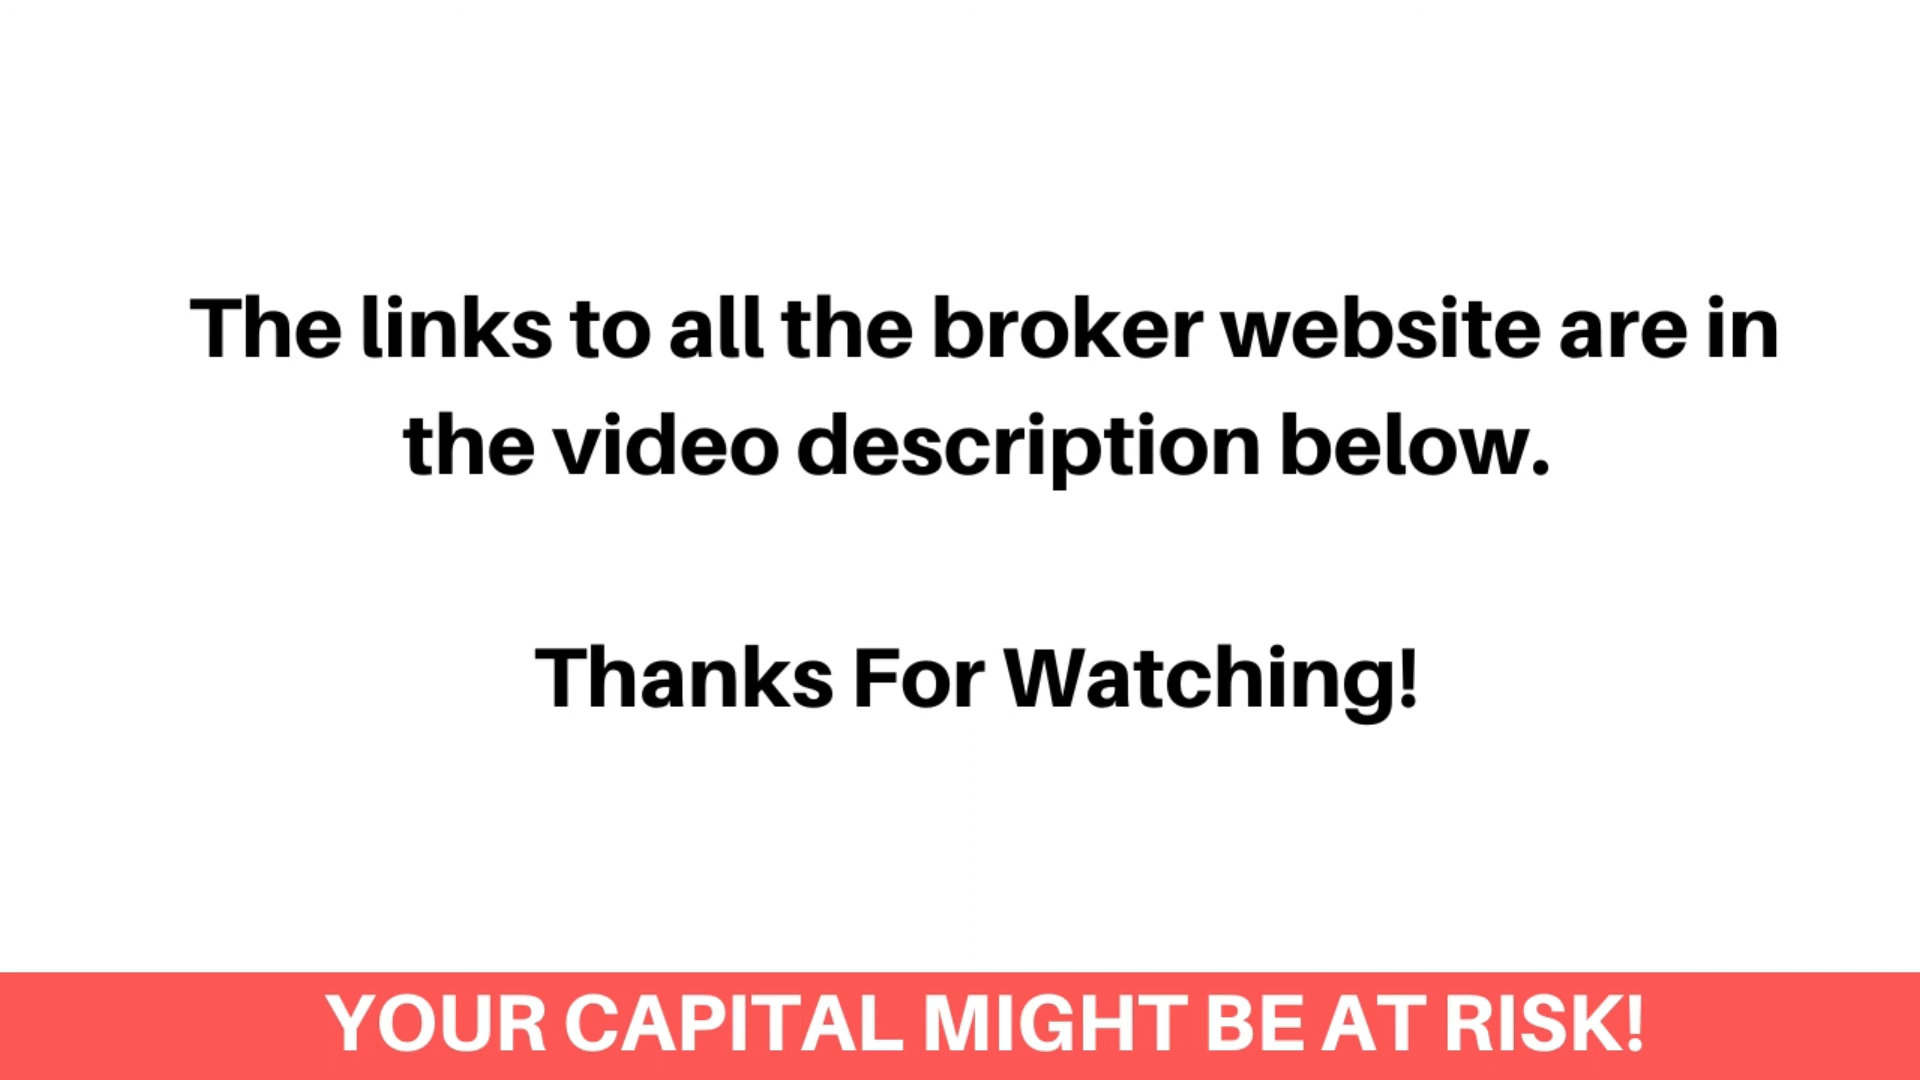 The links to all the broker website are in
the video description below.
Thanks For Watching!
YOUR CAPITAL MIGHT BE AT RISK!